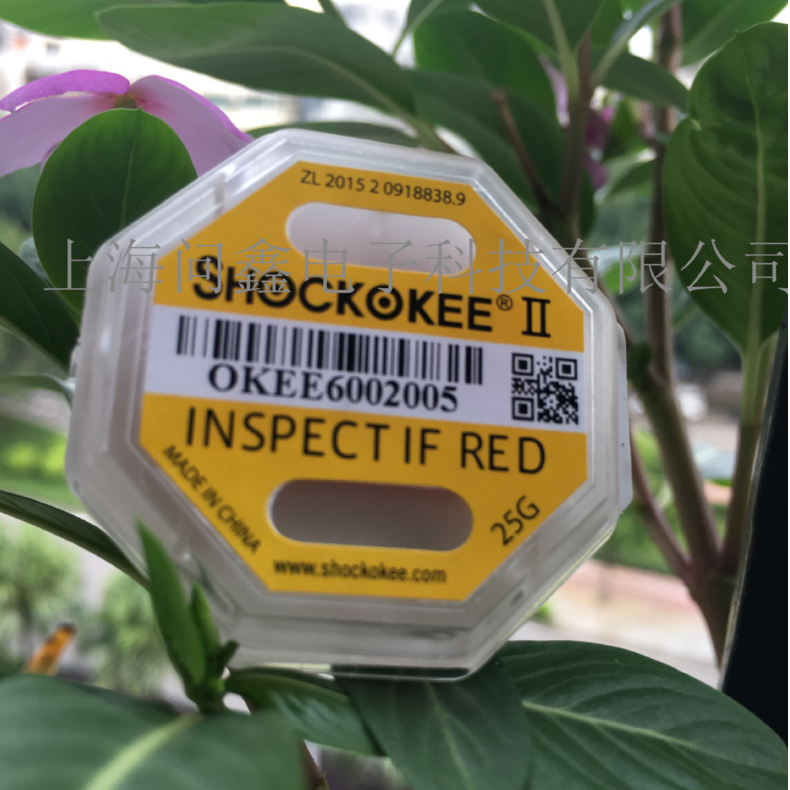 ZL 2015 2 0918838.9
上海问鑫电子科技有限公司
SHOCKOKEE® II
OKEE6002005
INSPECT IF RED
MADE IN CHINA
25G
www.shockokee.com